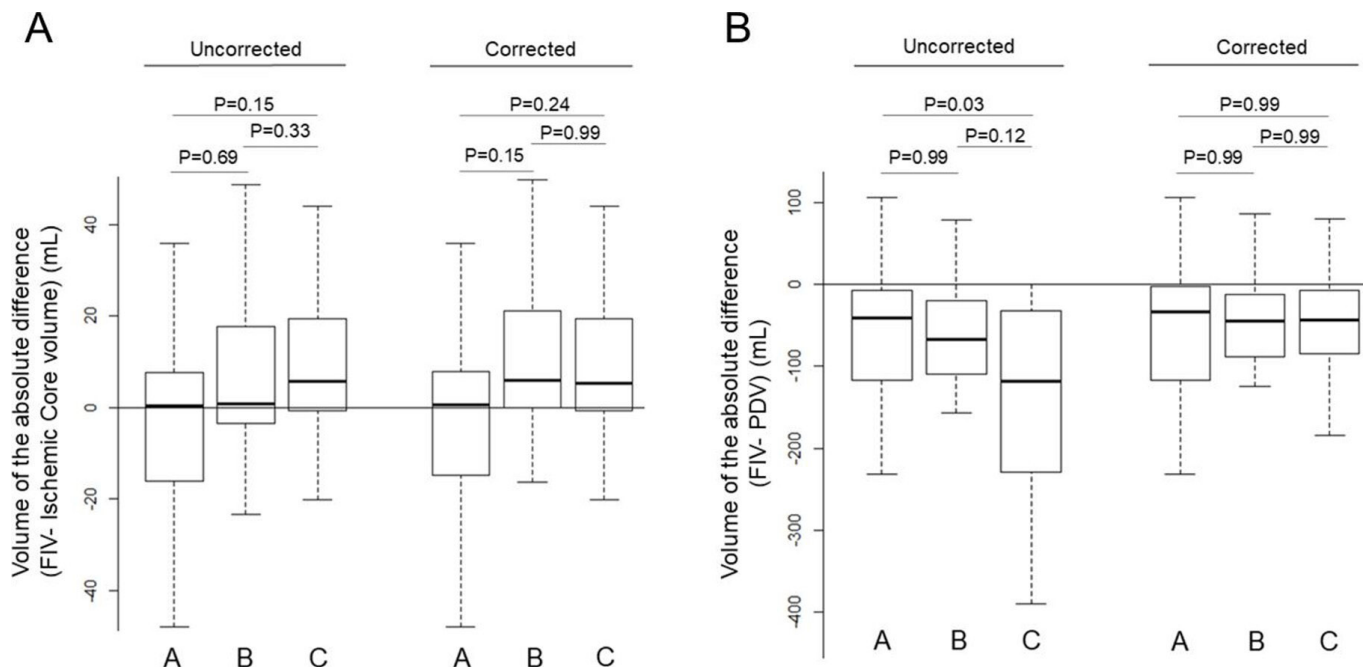 A
Uncorrected
Corrected
P=0.15
P=0.33
P=0.69
P=0.24
P=0.99
P=0.15
Volume of the absolute difference
(FIV- Ischemic Core volume) (mL)
40
20
0
-20
-40
A B C A B C
B
Uncorrected
Corrected
P=0.03
P=0.12
P=0.99
P=0.99
P=0.99
P=0.99
Volume of the absolute difference
(FIV- PDV) (mL)
100
0
-100
-200
-300
-400
A B C A B C